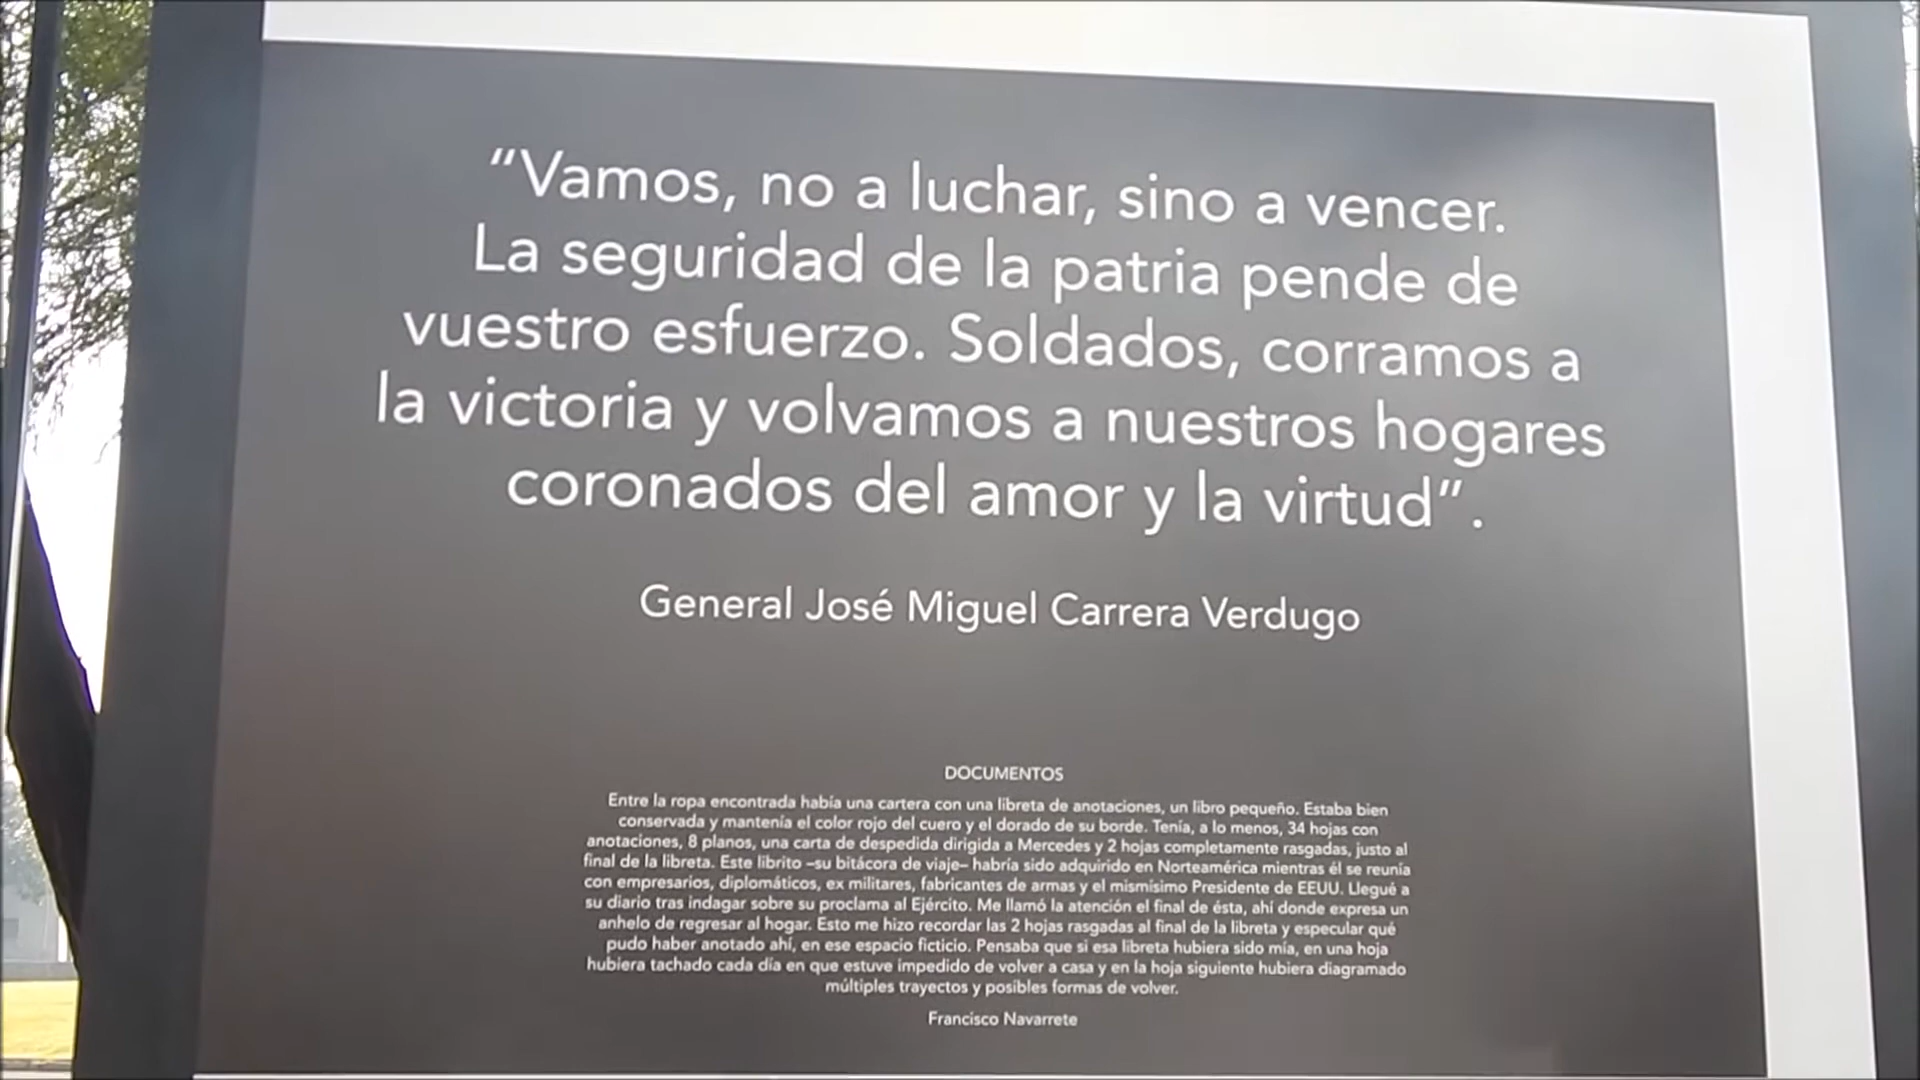 “Vamos, no a luchar, sino a vencer.
La seguridad de la patria pende de
vuestro esfuerzo. Soldados, corramos a
la victoria y volvamos a nuestros hogares
coronados del amor y la virtud”.
General José Miguel Carrera Verdugo
DOCUMENTOS
Entre la ropa encontrada había una cartera con una libreta de anotaciones, un libro pequeño. Estaba bien
conservada y mantenía el color rojo del cuero y el dorado de su borde. Tenía, a lo menos, 34 hojas con
anotaciones, 8 planos, una carta de despedida dirigida a Mercedes y 2 hojas completamente rasgadas, justo al
final de la libreta. Este librito –su bitácora de viaje– habría sido adquirido en Norteamérica mientras él se reunía
con empresarios, diplomáticos, ex militares, fabricantes de armas y el mismísimo Presidente de EEUU. Llegué a
su diario tras indagar sobre su proclama al Ejército. Me llamó la atención el final de ésta, ahí donde expresa un
anhelo de regresar al hogar. Esto me hizo recordar las 2 hojas rasgadas al final de la libreta y especular qué
pudo haber anotado ahí, en ese espacio ficticio. Pensaba que si esa libreta hubiera sido mía, en una hoja
hubiera tachado cada día en que estuve impedido de volver a casa y en la hoja siguiente hubiera diagramado
múltiples trayectos y posibles formas de volver.
Francisco Navarrete